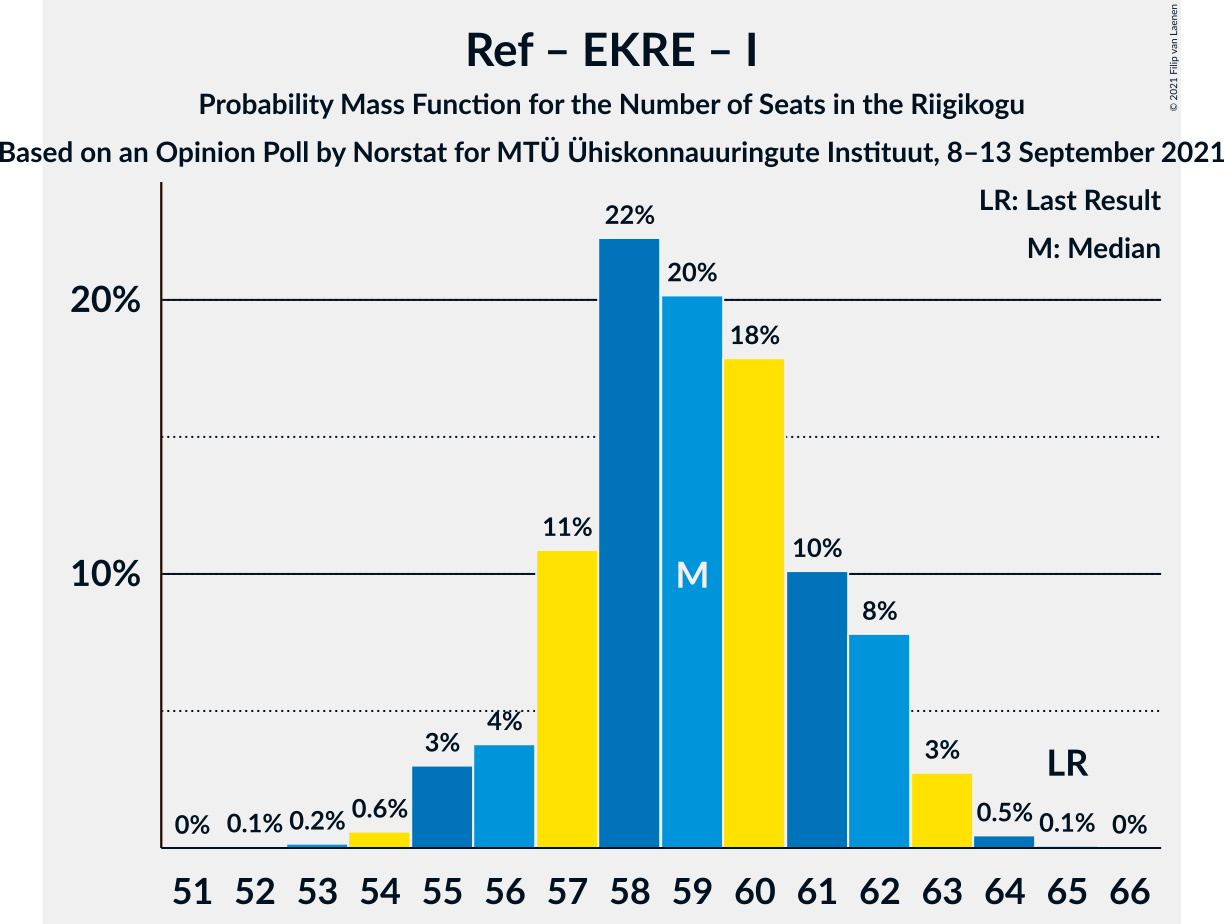 Ref – EKRE – I
Probability Mass Function for the Number of Seats in the Riigikogu
Based on an Opinion Poll by Norstat for MTÜ Ühiskonnauuringute Instituut, 8–13 September 2021
© 2021 Filip van Laenen
LR: Last Result
M: Median
20%
10%
0%
0.1%
0.2%
0.6%
3%
4%
11%
22%
20%
M
18%
10%
8%
3%
0.5%
LR
0.1%
0%
51 52 53 54 55 56 57 58 59 60 61 62 63 64 65 66